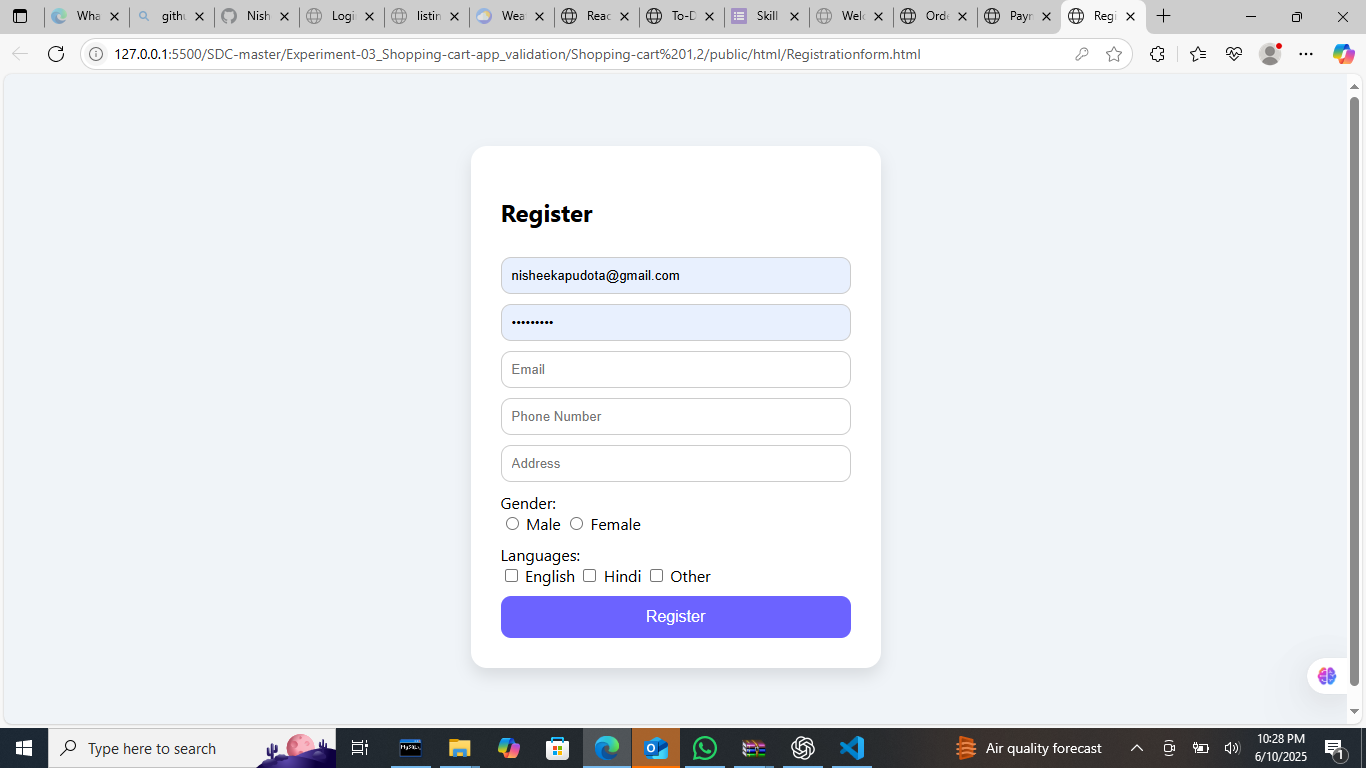 Wha
githu
Nish
Logi
listin
Wea
Reac
To-D
Skill
Welc
Orde
Payn
Regi
127.0.0.1:5500/SDC-master/Experiment-03_Shopping-cart-app_validation/Shopping-cart%201,2/public/html/Registrationform.html
Register
nisheekapudota@gmail.com
•••••••••
Email
Phone Number
Address
Gender:
Male Female
Languages:
English Hindi Other
Register
Type here to search
MySQL
Air quality forecast
10:28 PM
6/10/2025
1